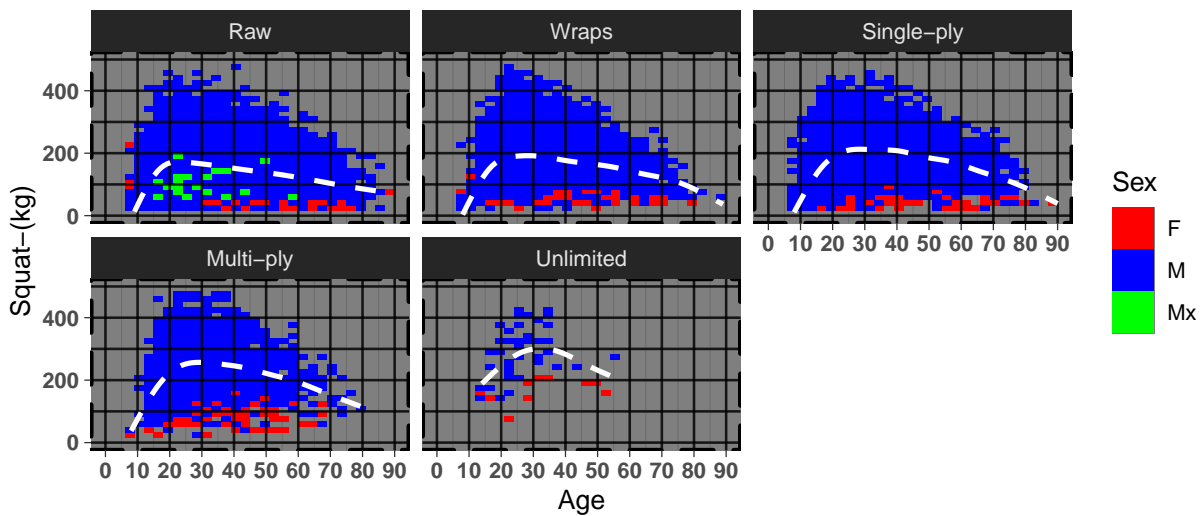 Raw Wraps Single−ply
400
200
0
0 10 20 30 40 50 60 70 80 90
Multi−ply Unlimited
400
200
0
0 10 20 30 40 50 60 70 80 90 0 10 20 30 40 50 60 70 80 90
Squat−(kg)
Age
Sex
F
M
Mx